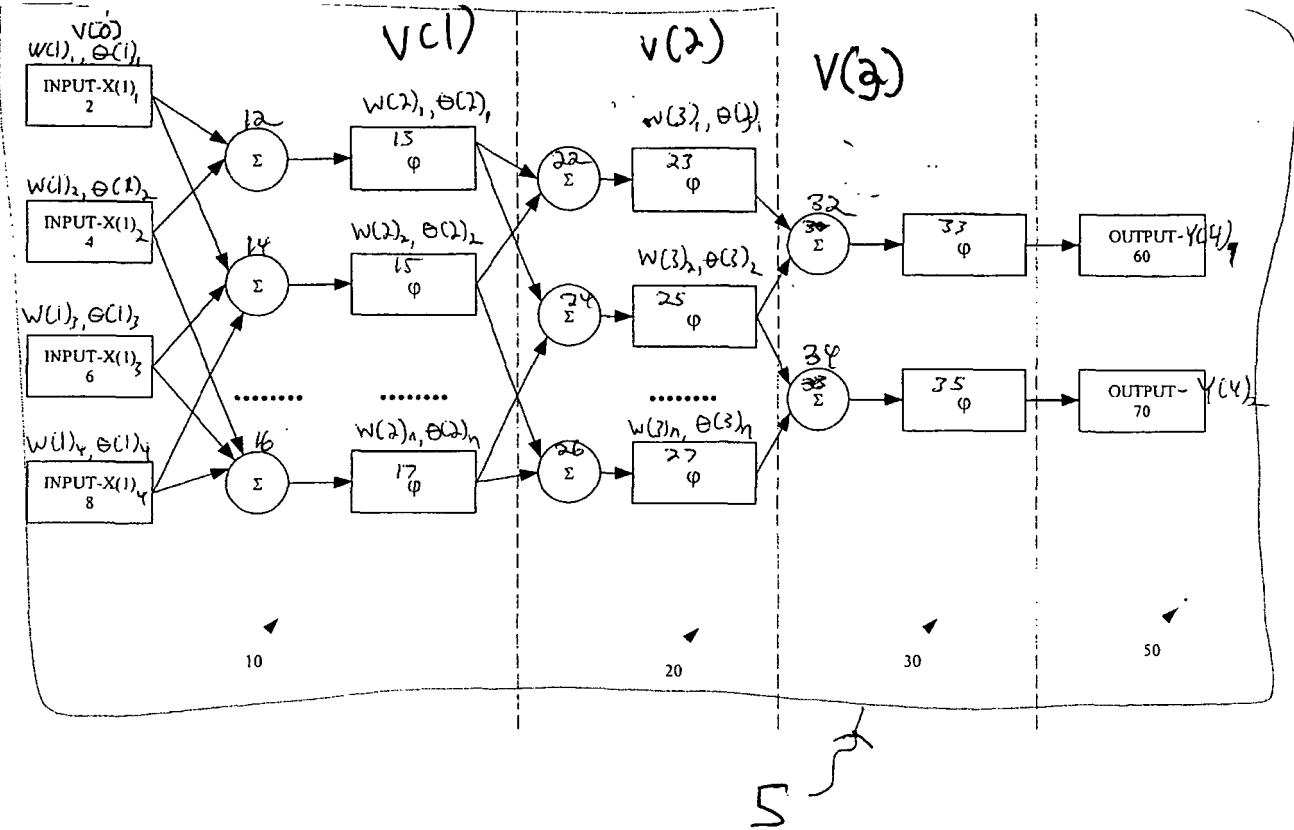 V(0)
W(1)₁, θ(1)₁
INPUT-X(1)₁
2
W(1)₂, θ(1)₂
INPUT-X(1)₂
4
W(1)₃, θ(1)₃
INPUT-X(1)₃
6
W(1)₄, θ(1)₄
INPUT-X(1)₄
8
12
Σ
14
Σ
16
Σ
V(1)
W(2)₁, θ(2)₁
13
φ
W(2)₂, θ(2)₂
15
φ
W(2)n, θ(2)n
17
φ
10
V(2)
22
Σ
24
Σ
26
Σ
W(3)₁, θ(3)₁
23
φ
W(3)₂, θ(3)₂
25
φ
W(3)n, θ(3)n
27
φ
20
V(3)
32
Σ
34
Σ
33
φ
35
φ
30
OUTPUT-Y(4)₁
60
OUTPUT-Y(4)₂
70
50
5